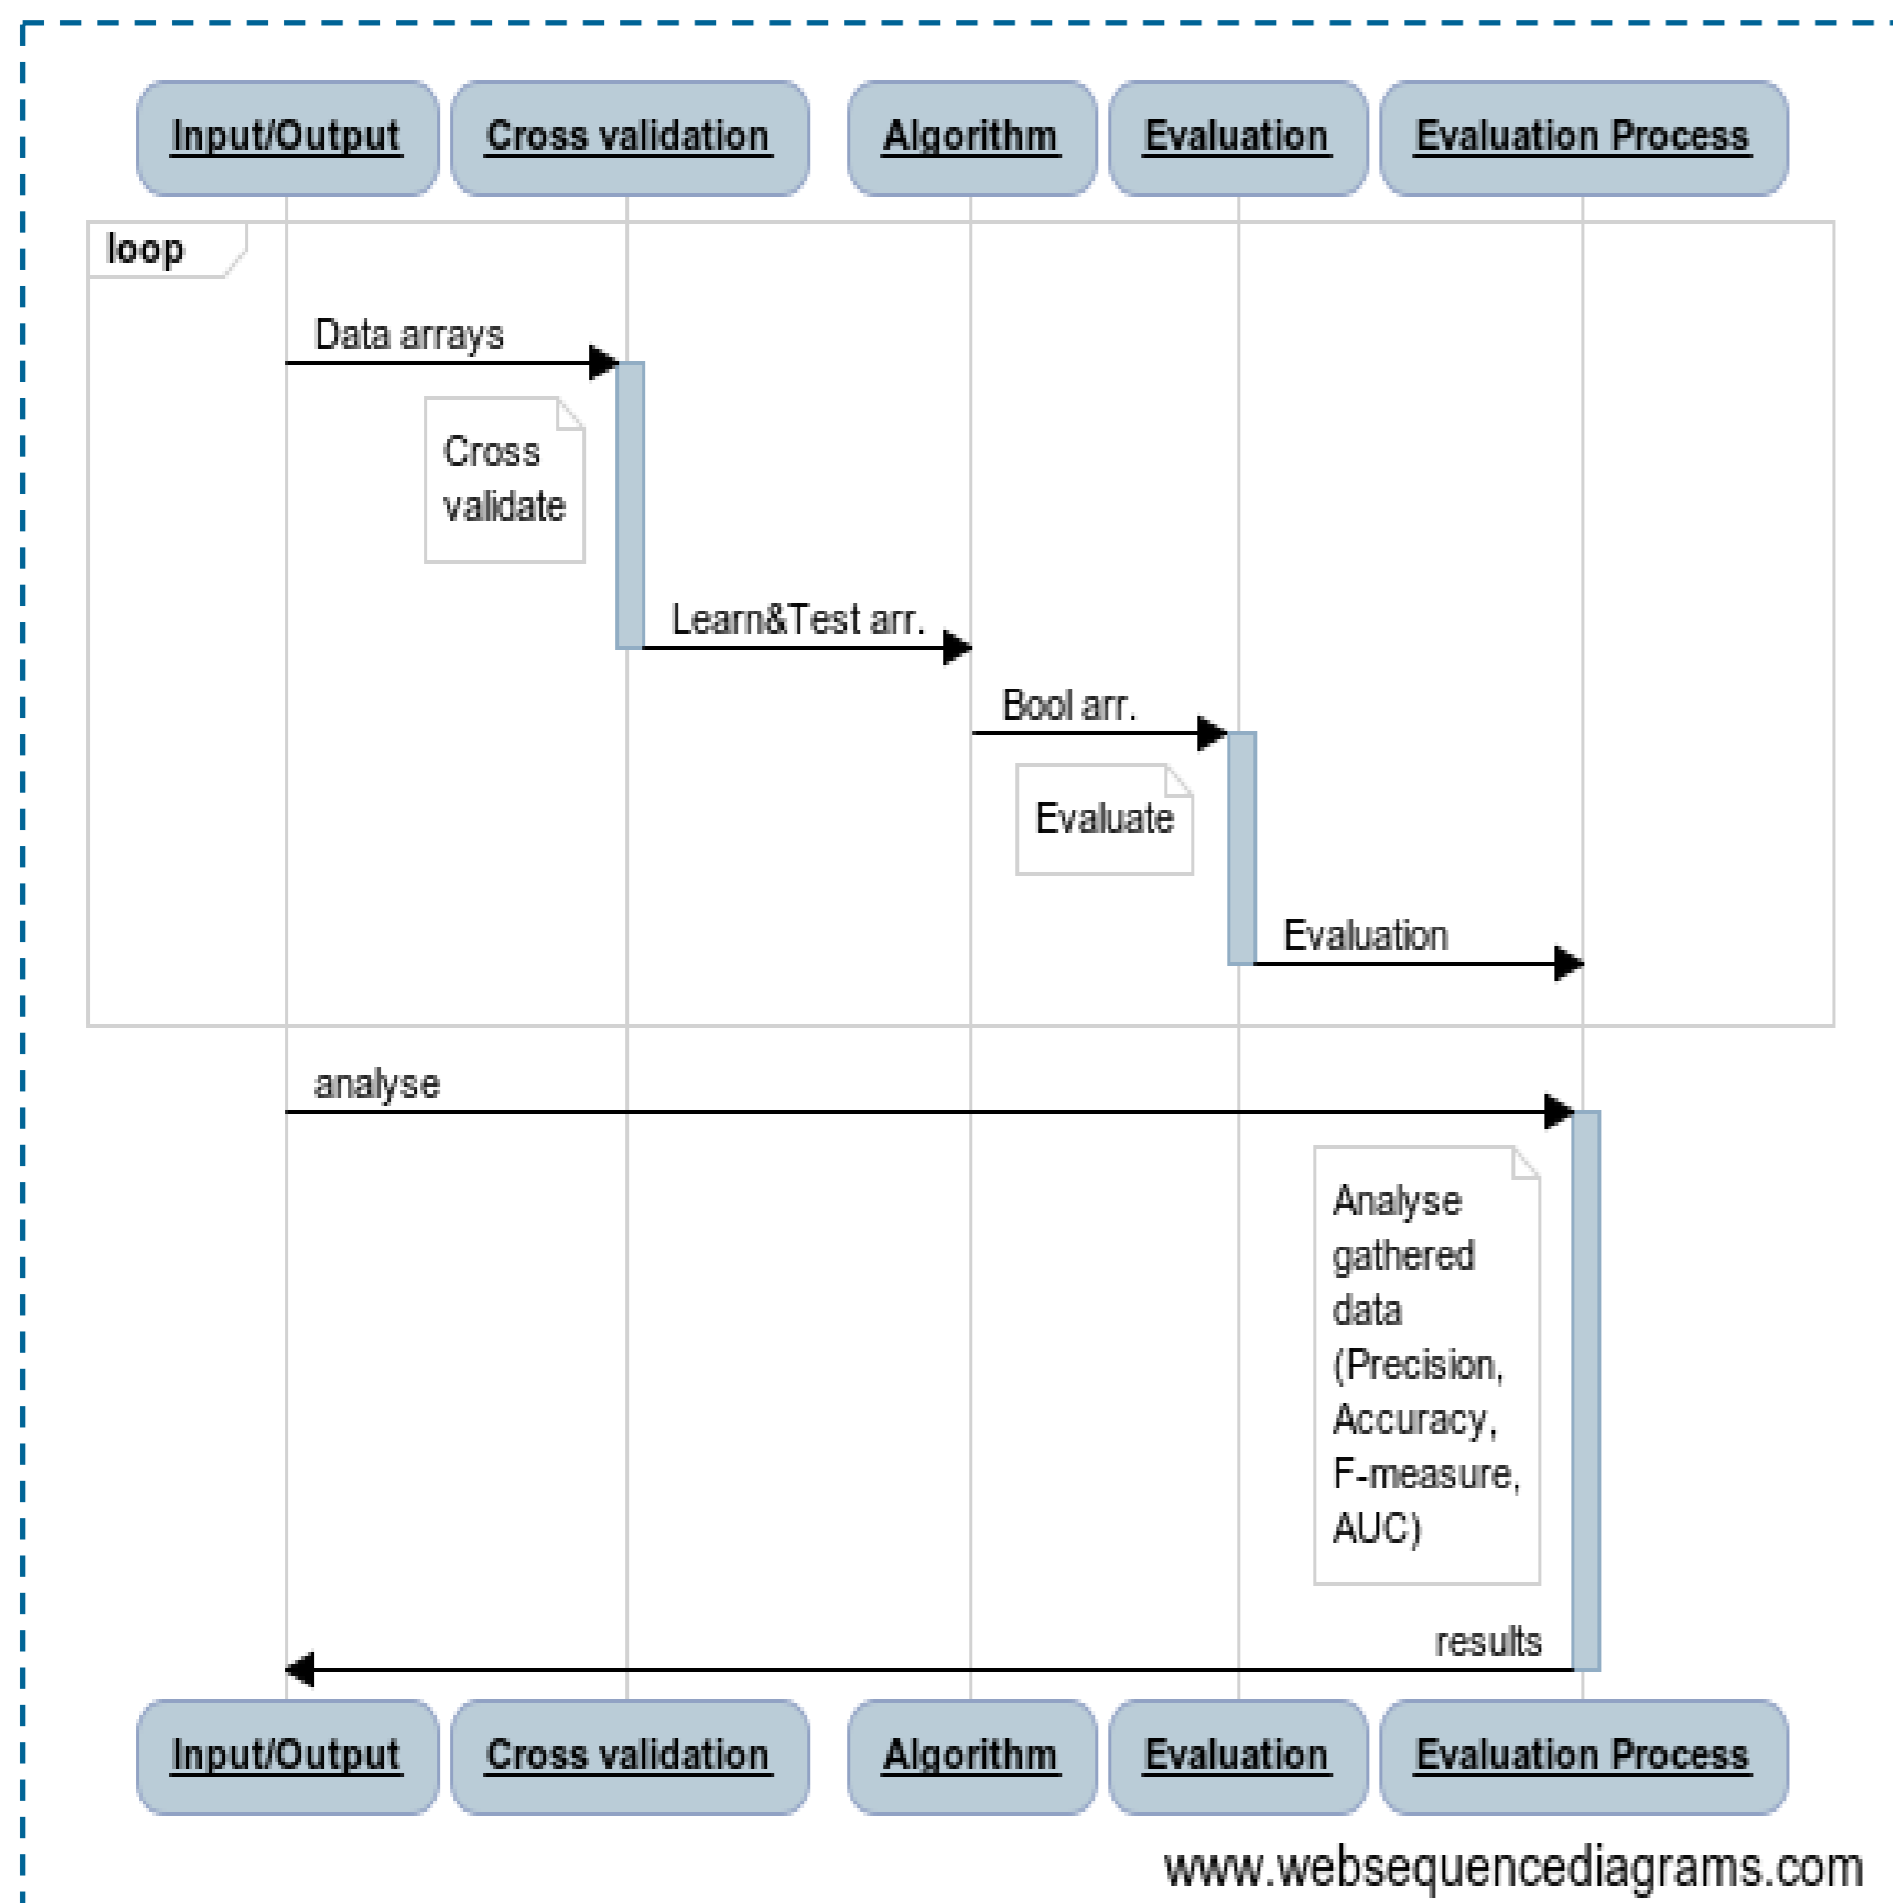 Input/Output
Cross validation
Algorithm
Evaluation
Evaluation Process
loop
Data arrays
Cross
validate
Learn&Test arr.
Bool arr.
Evaluate
Evaluation
analyse
Analyse
gathered
data
(Precision,
Accuracy,
F-measure,
AUC)
results
Input/Output
Cross validation
Algorithm
Evaluation
Evaluation Process
www.websequencediagrams.com